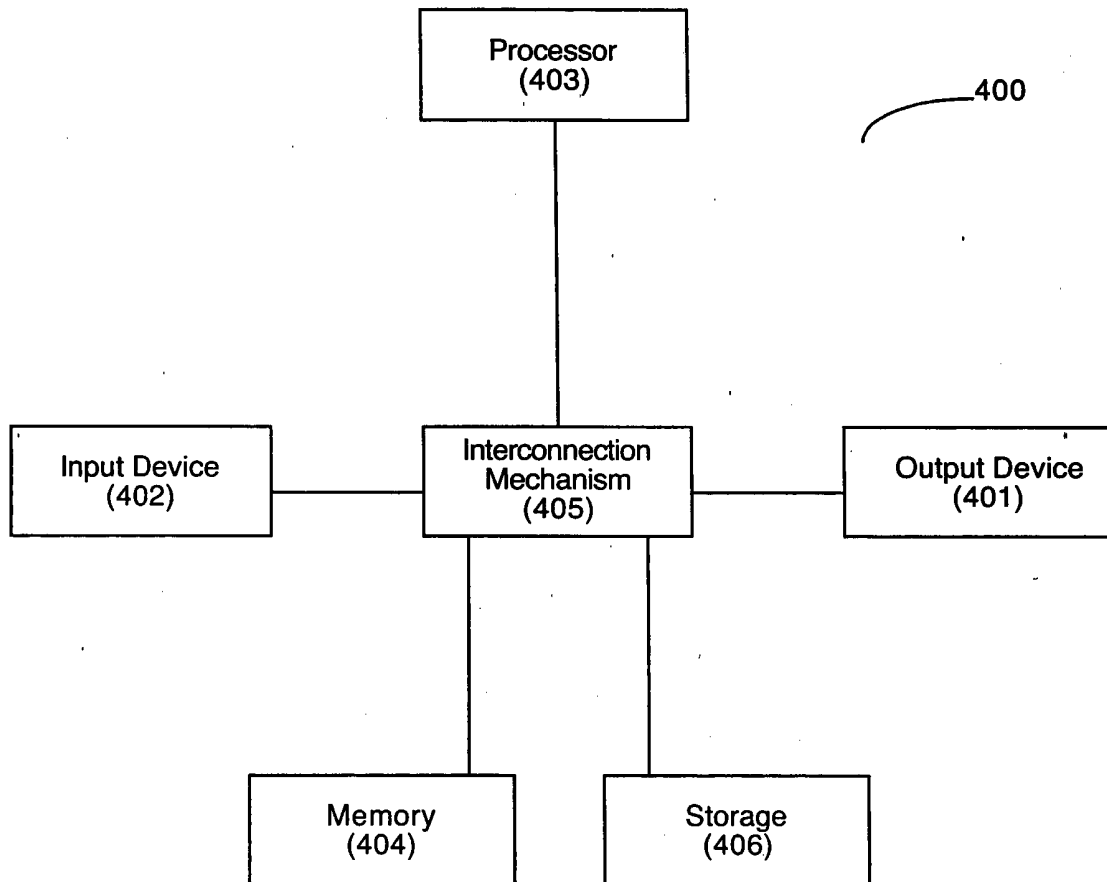 Processor
(403)
400
Input Device
(402)
Interconnection
Mechanism
(405)
Output Device
(401)
Memory
(404)
Storage
(406)